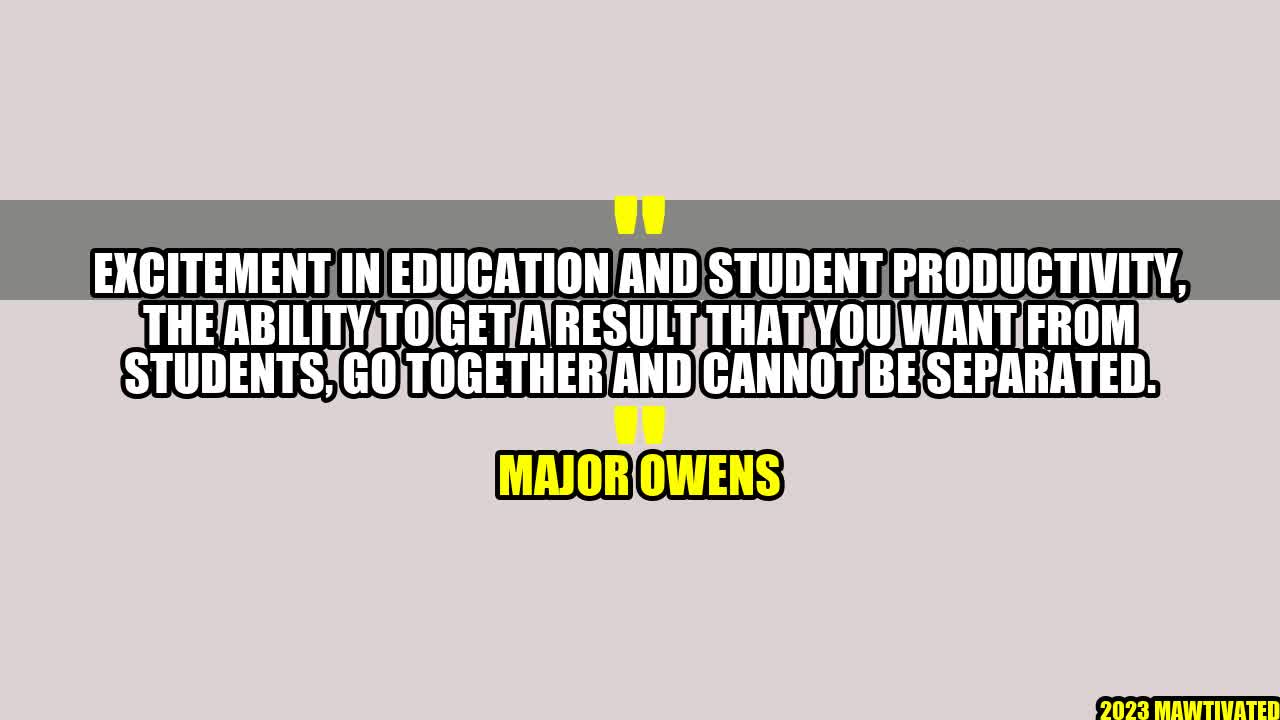 "
EXCITEMENT IN EDUCATION AND STUDENT PRODUCTIVITY,
THE ABILITY TO GET A RESULT THAT YOU WANT FROM
STUDENTS, GO TOGETHER AND CANNOT BE SEPARATED.
"
MAJOR OWENS
2023 MAWTIVATED